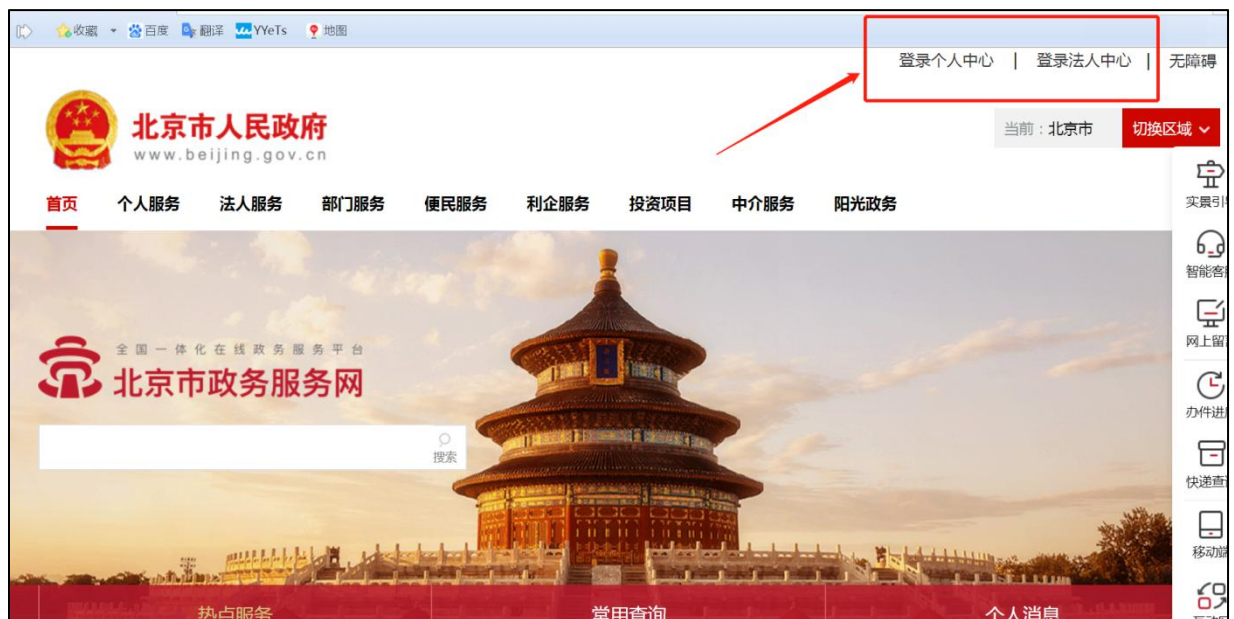 收藏 百度 翻译 YYeTs 地图
登录个人中心 | 登录法人中心 | 无障碍
北京市人民政府
www.beijing.gov.cn
当前：北京市 切换区域
首页 个人服务 法人服务 部门服务 便民服务 利企服务 投资项目 中介服务 阳光政务
实景引
智能客
网上留
办件进
快递查
移动端
全国一体化在线政务服务平台
北京市政务服务网
搜索
热点服务 常用查询 个人消息